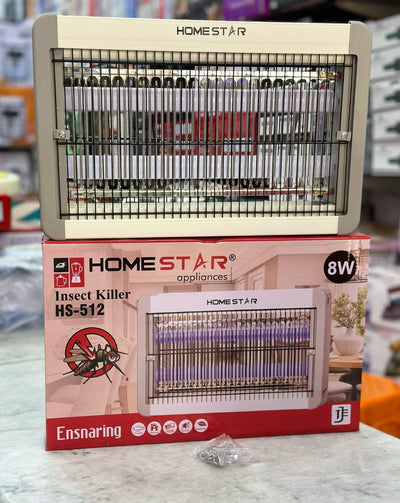 HOMESTAR
HOMESTAR®
appliances
8W
Insect Killer
HS-512
HOMESTAR
Ensnaring